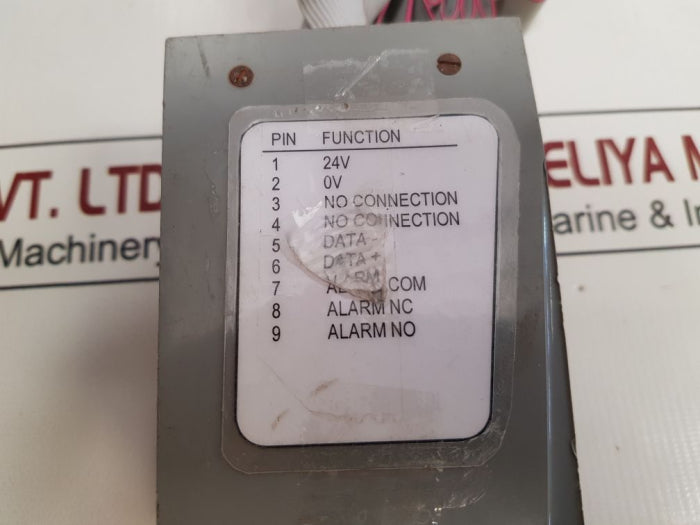 VT. LTD
Machinery
ELIYA M
arine & In
PIN FUNCTION
1 24V
2 0V
3 NO CONNECTION
4 NO CONNECTION
5 DATA -
6 DATA +
7 ALARM COM
8 ALARM NC
9 ALARM NO